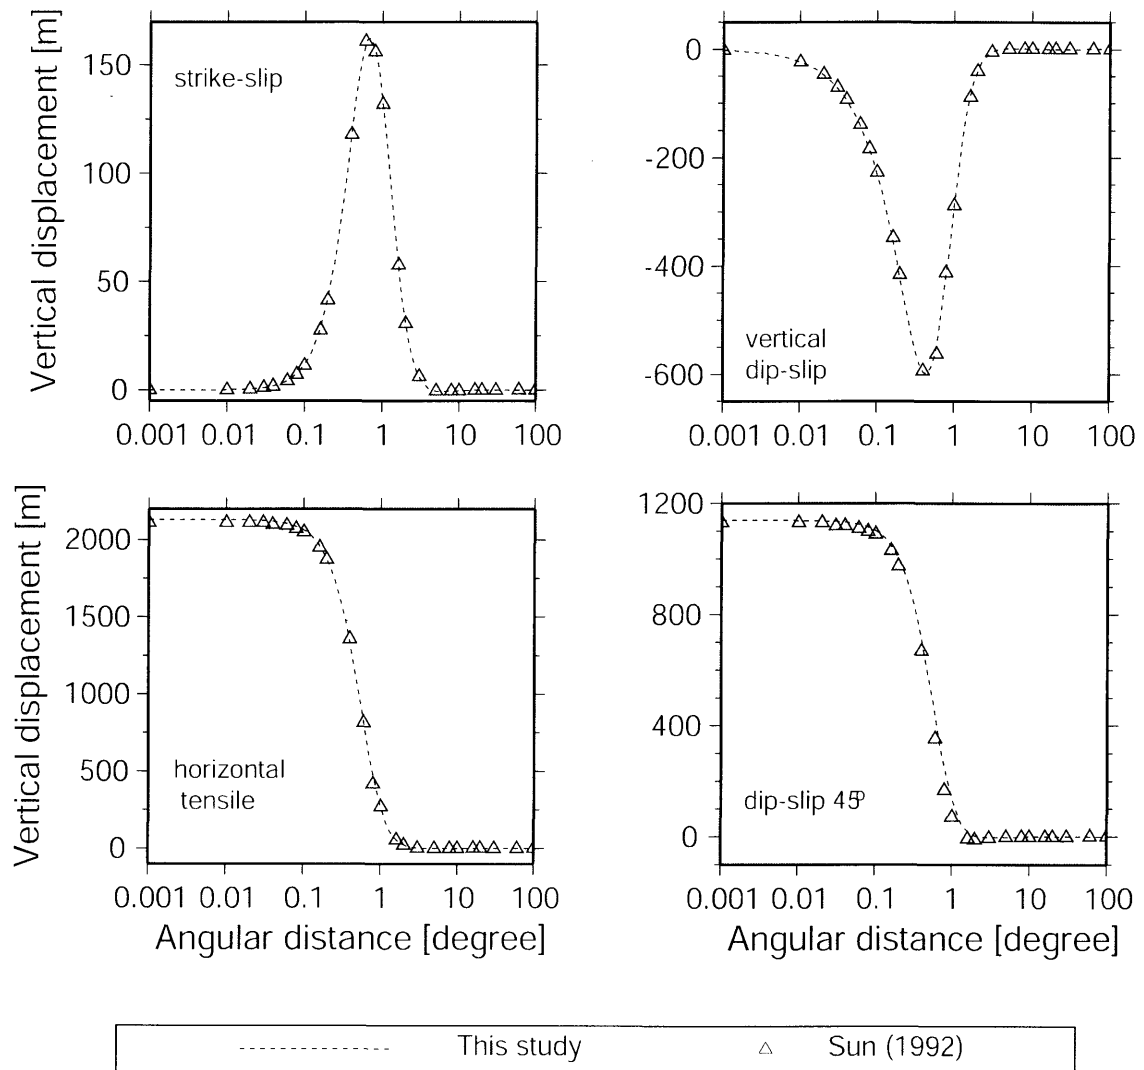 Vertical displacement [m]
150
100
50
0
strike-slip
0.001 0.01 0.1 1 10 100
0
-200
-400
-600
vertical
dip-slip
0.001 0.01 0.1 1 10 100
Vertical displacement [m]
2000
1500
1000
500
0
horizontal
tensile
0.001 0.01 0.1 1 10 100
Angular distance [degree]
1200
800
400
0
dip-slip 45º
0.001 0.01 0.1 1 10 100
Angular distance [degree]
This study
Sun (1992)